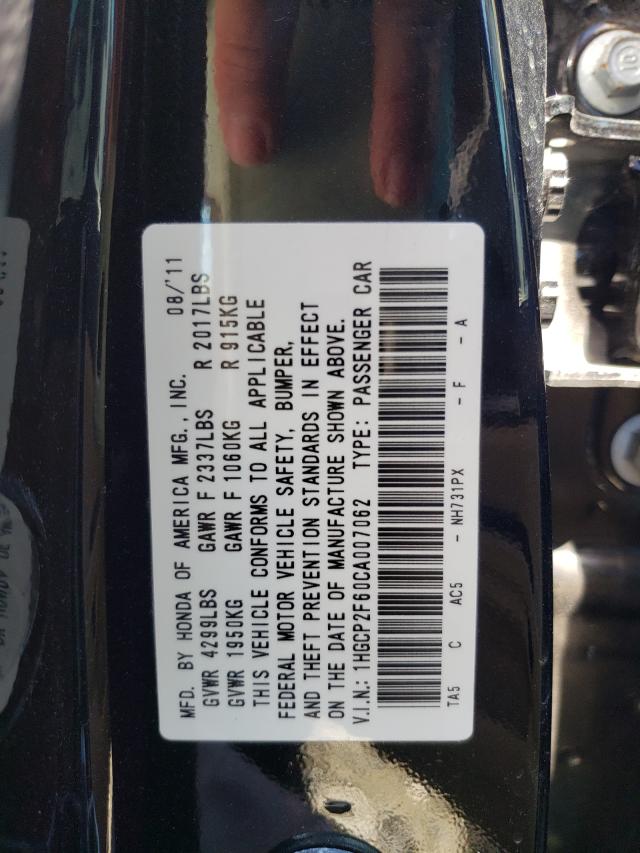 MFD. BY HONDA OF AMERICA MFG., INC. 08/'11
GVWR 4299LBS GAWR F 2337LBS R 2017LBS
GVWR 1950KG GAWR F 1060KG R 915KG
THIS VEHICLE CONFORMS TO ALL APPLICABLE
FEDERAL MOTOR VEHICLE SAFETY, BUMPER,
AND THEFT PREVENTION STANDARDS IN EFFECT
ON THE DATE OF MANUFACTURE SHOWN ABOVE.
V.I.N.: 1HGCP2F60CA007062 TYPE: PASSENGER CAR
TA5 C AC5 - NH731PX - F - A
10